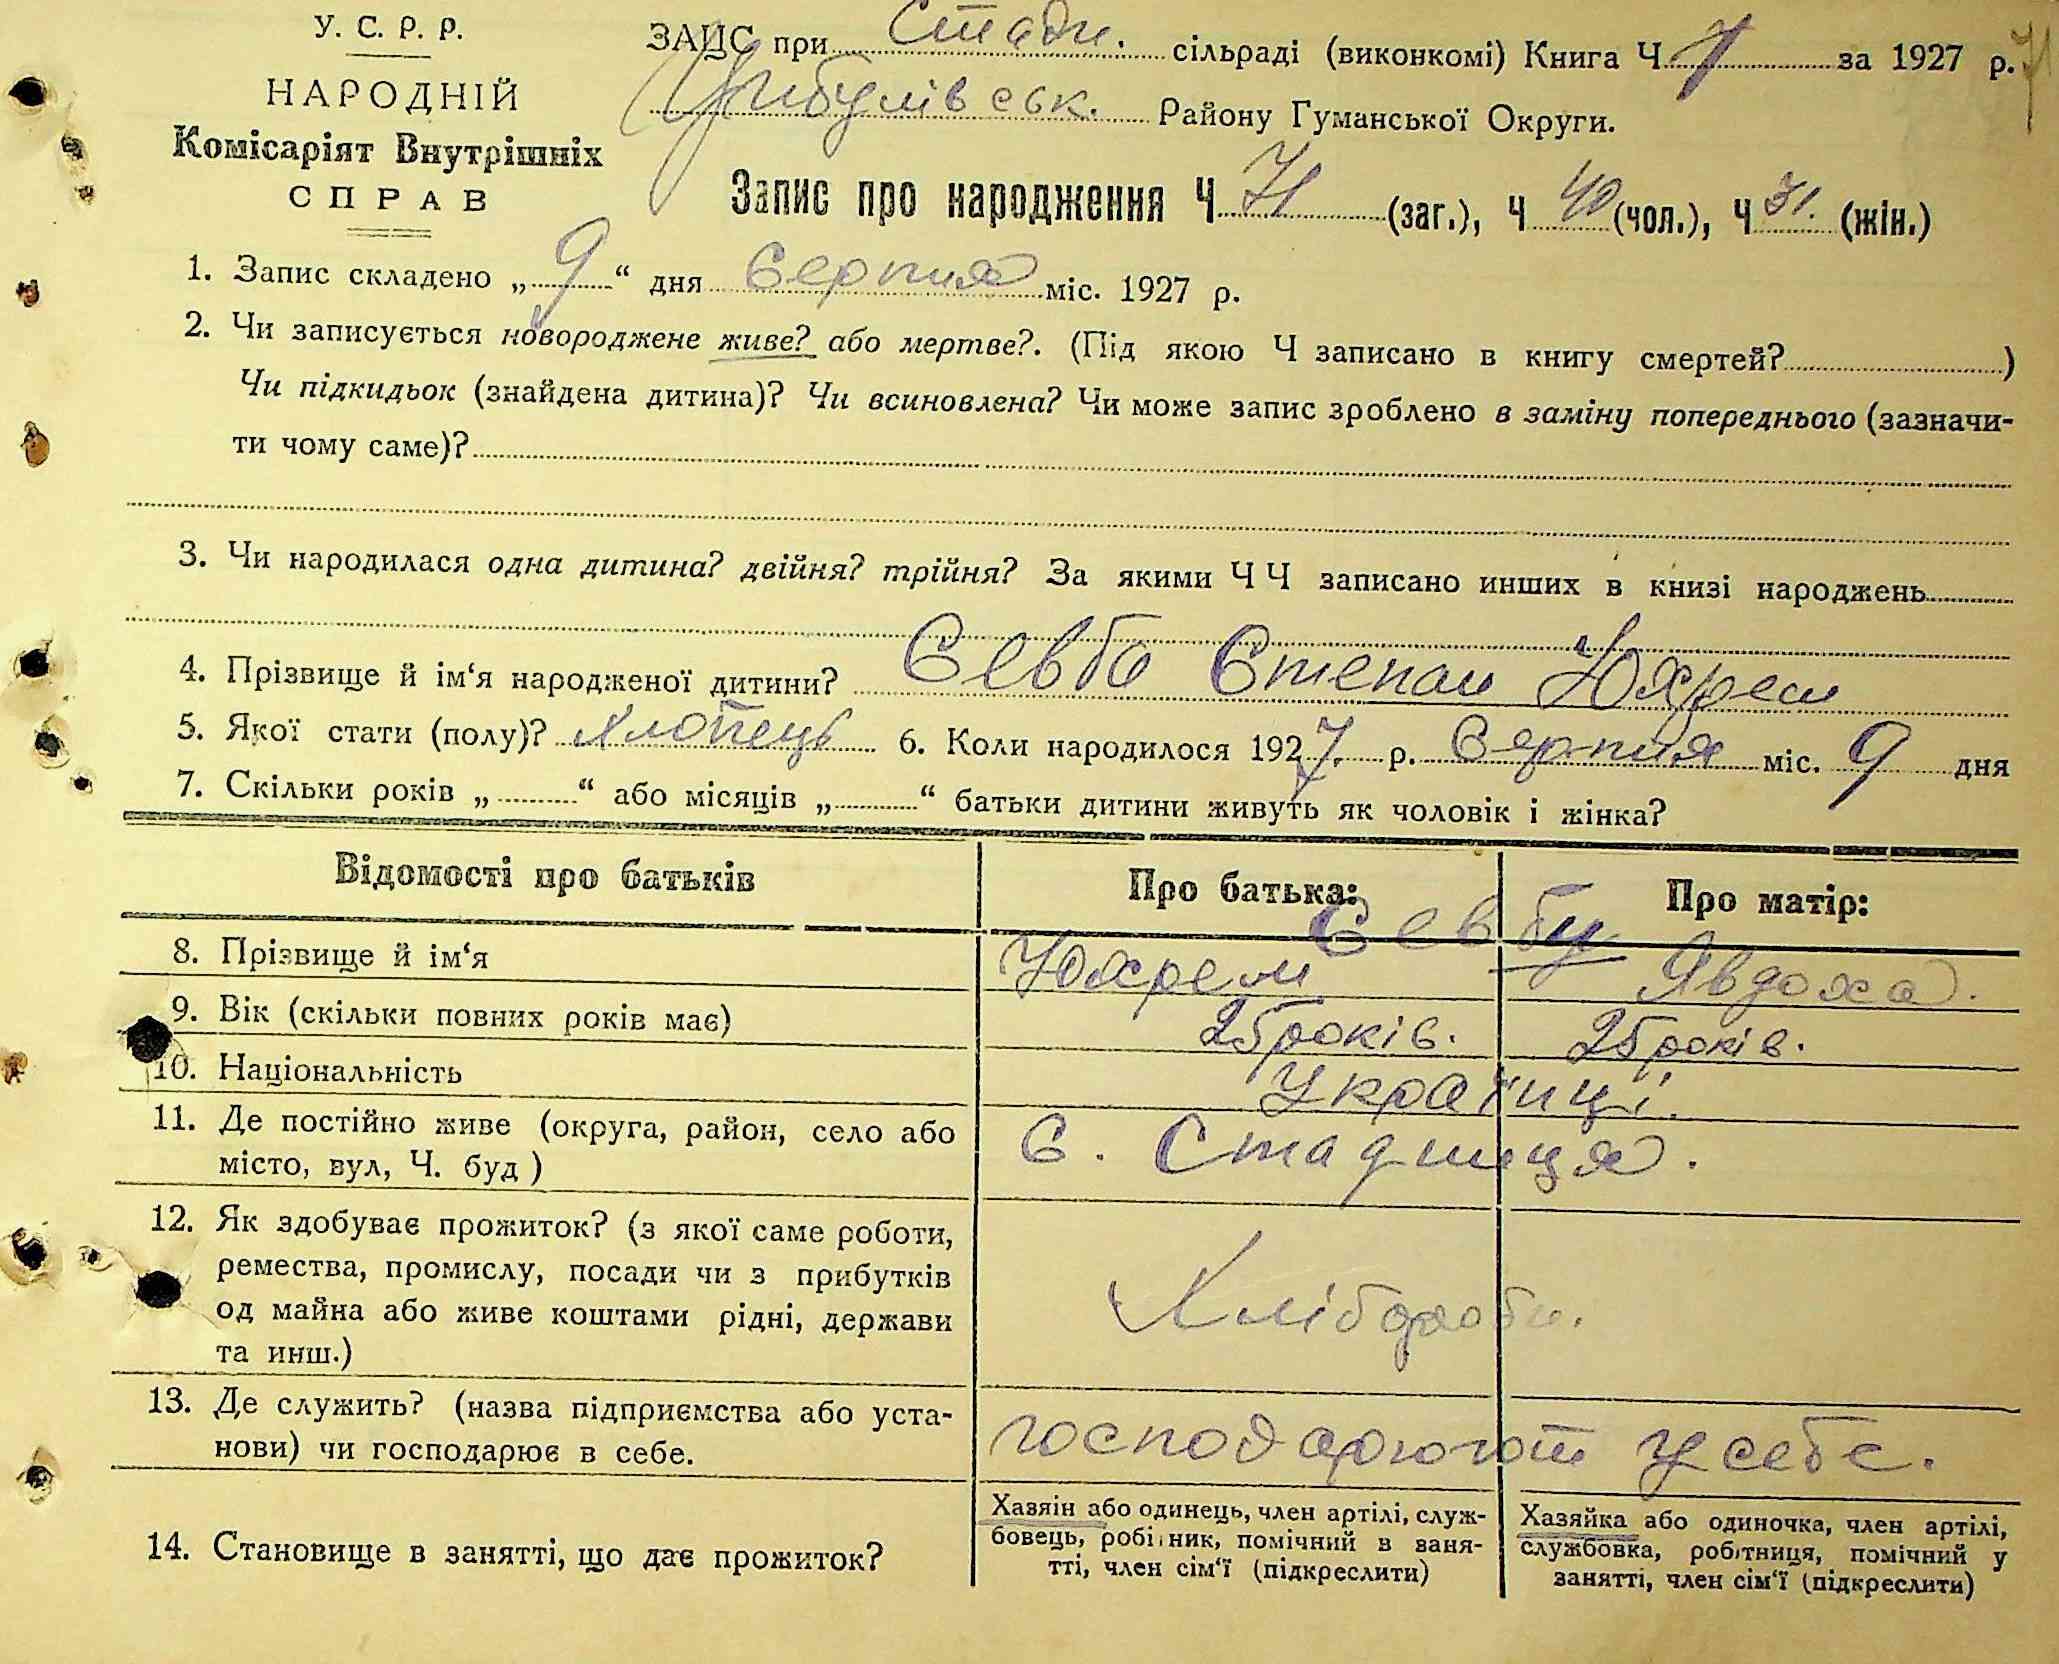 У. С. Р. Р.
НАРОДНІЙ
Комісаріят Внутрішніх
СПРАВ
ЗАЦС при Стадн. сільраді (виконкомі) Книга Ч за 1927 р. 71
Цибулівськ. Району Гуманської Округи.
Запис про народження Ч 71 (заг.), Ч 40 (чол.), Ч 31. (жін.)
1. Запис складено „ 9 “ дня Серпня міс. 1927 р.
2. Чи записується новороджене живе? або мертве?. (Під якою Ч записано в книгу смертей? )
Чи підкидьок (знайдена дитина)? Чи всиновлена? Чи може запис зроблено в заміну попереднього (зазначи-
ти чому саме)?
3. Чи народилася одна дитина? двійня? трійня? За якими Ч Ч записано инших в книзі народжень
4. Прізвище й ім‘я народженої дитини? Севба Степан Юхрем
5. Якої стати (полу)? хлопець 6. Коли народилося 1927. р. Серпня міс. 9 дня
7. Скільки років „ “ або місяців „ “ батьки дитини живуть як чоловік і жінка?
Відомості про батьків Про батька: Про матір:
Севби
8. Прізвище й ім‘я Юхрем Явдоха.
9. Вік (скільки повних років має) 25 років. 25 років.
10. Національність Украінці.
11. Де постійно живе (округа, район, село або С. Стадниця.
місто, вул, Ч. буд )
12. Як здобуває прожиток? (з якої саме роботи,
ремества, промислу, посади чи з прибутків
од майна або живе коштами рідні, держави Хлібороби.
та инш.)
13. Де служить? (назва підприємства або уста-
нови) чи господарює в себе. господарюют у себе.
14. Становище в занятті, що дає прожиток?
Хазяін або одинець, член артілі, служ-
бовець, робітник, помічний в заня-
тті, член сім‘ї (підкреслити)
Хазяйка або одиночка, член артілі,
службовка, робітниця, помічний у
занятті, член сім‘ї (підкреслити)